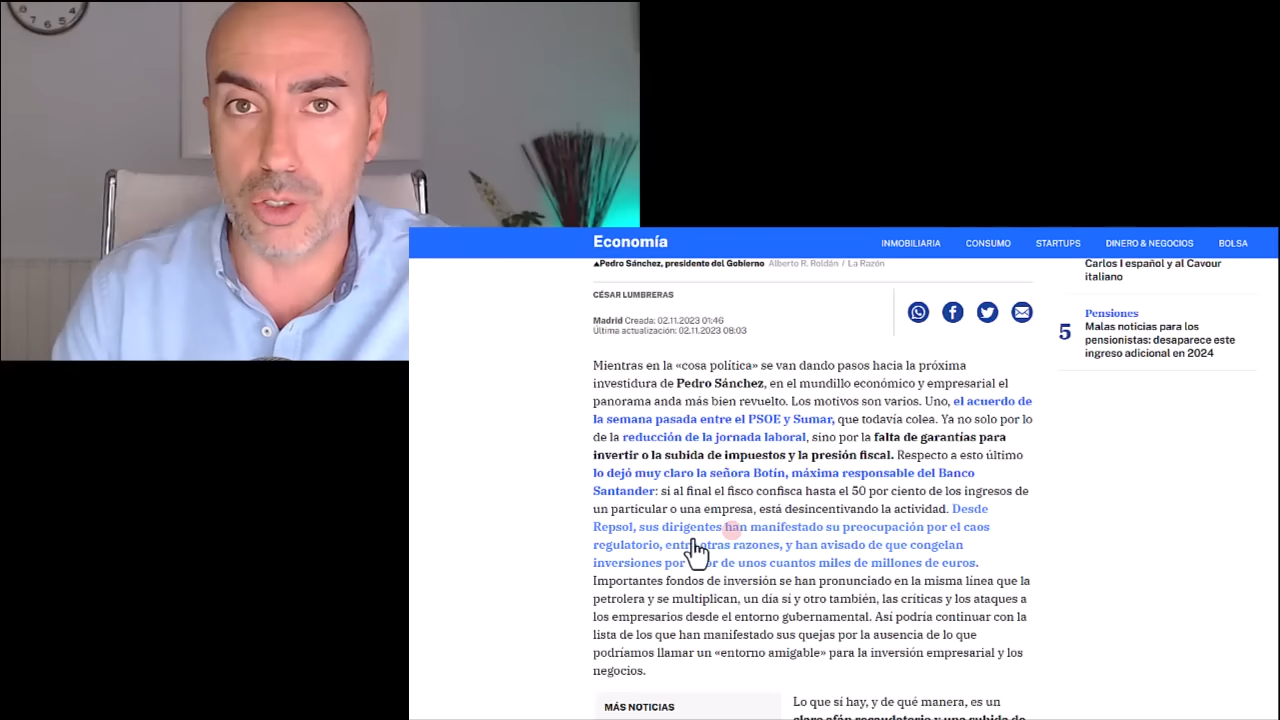 Economía
INMOBILIARIA CONSUMO STARTUPS DINERO & NEGOCIOS BOLSA
▲Pedro Sánchez, presidente del Gobierno Alberto R. Roldán / La Razón
CÉSAR LUMBRERAS
Madrid Creada: 02.11.2023 01:46
Última actualización: 02.11.2023 08:03
Mientras en la «cosa política» se van dando pasos hacia la próxima
investidura de Pedro Sánchez, en el mundillo económico y empresarial el
panorama anda más bien revuelto. Los motivos son varios. Uno, el acuerdo de
la semana pasada entre el PSOE y Sumar, que todavía colea. Ya no solo por lo
de la reducción de la jornada laboral, sino por la falta de garantías para
invertir o la subida de impuestos y la presión fiscal. Respecto a esto último
lo dejó muy claro la señora Botín, máxima responsable del Banco
Santander: si al final el fisco confisca hasta el 50 por ciento de los ingresos de
un particular o una empresa, está desincentivando la actividad. Desde
Repsol, sus dirigentes han manifestado su preocupación por el caos
regulatorio, entre otras razones, y han avisado de que congelan
inversiones por de unos cuantos miles de millones de euros.
Importantes fondos de inversión se han pronunciado en la misma línea que la
petrolera y se multiplican, un día sí y otro también, las críticas y los ataques a
los empresarios desde el entorno gubernamental. Así podría continuar con la
lista de los que han manifestado sus quejas por la ausencia de lo que
podríamos llamar un «entorno amigable» para la inversión empresarial y los
negocios.
MÁS NOTICIAS
Lo que sí hay, y de qué manera, es un
claro afán recaudatorio y una subida de
Carlos I español y al Cavour
italiano
5
Pensiones
Malas noticias para los
pensionistas: desaparece este
ingreso adicional en 2024
7 6 5 4